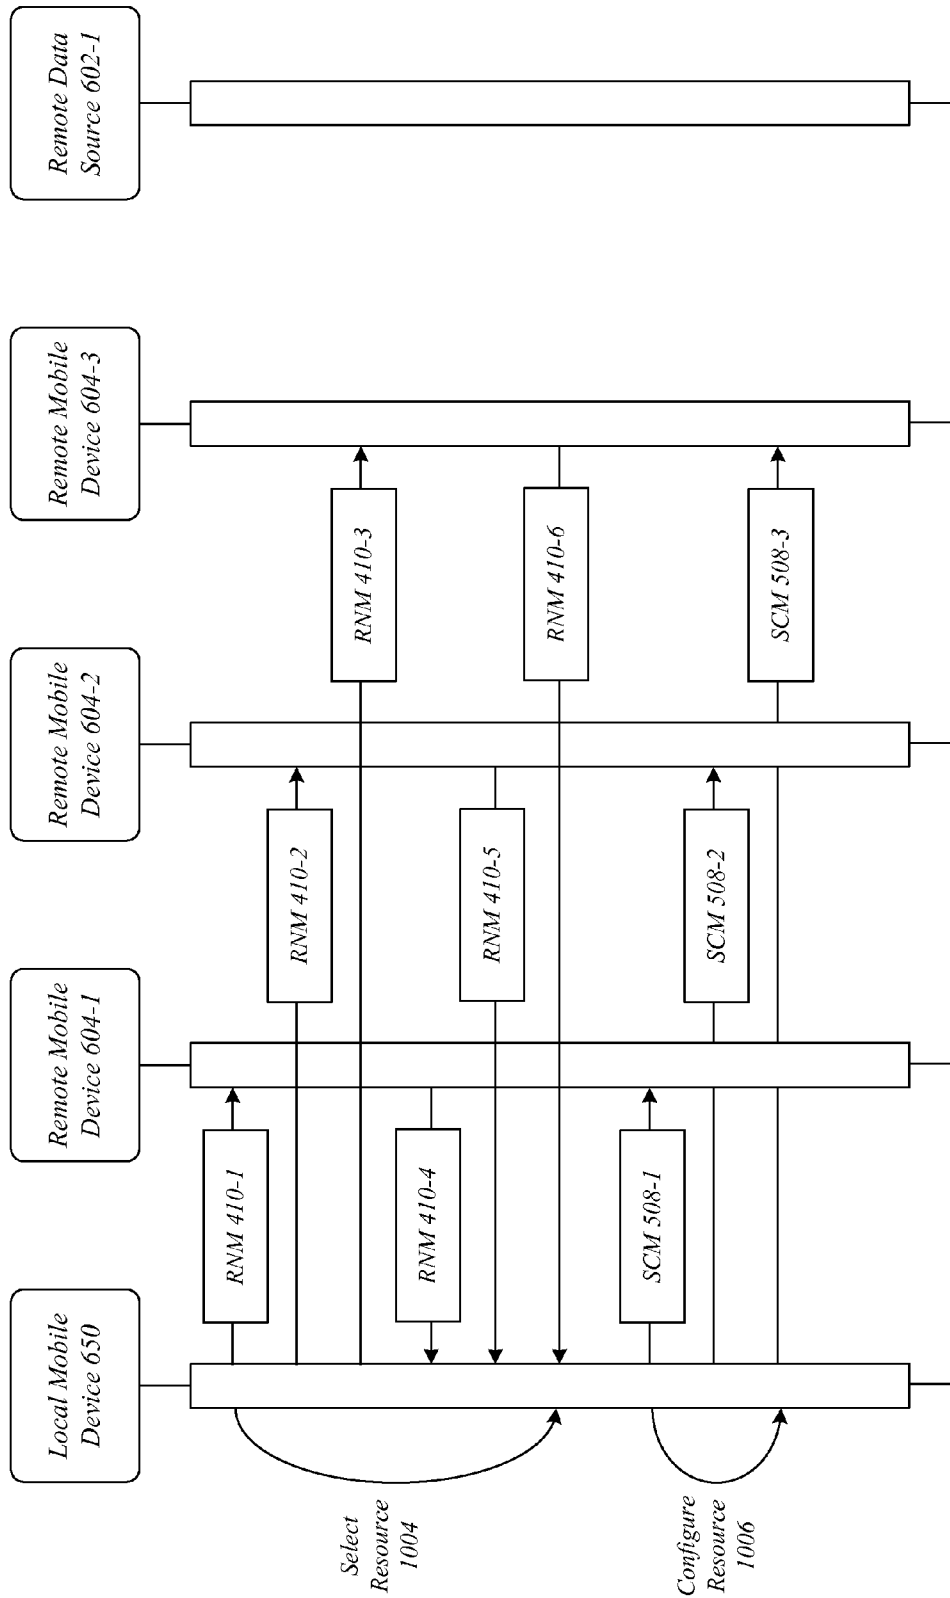 Local Mobile
Device 650
Remote Mobile
Device 604-1
Remote Mobile
Device 604-2
Remote Mobile
Device 604-3
Remote Data
Source 602-1
RNM 410-1
RNM 410-2
RNM 410-3
Select
Resource
1004
RNM 410-4
RNM 410-5
RNM 410-6
Configure
Resource
1006
SCM 508-1
SCM 508-2
SCM 508-3